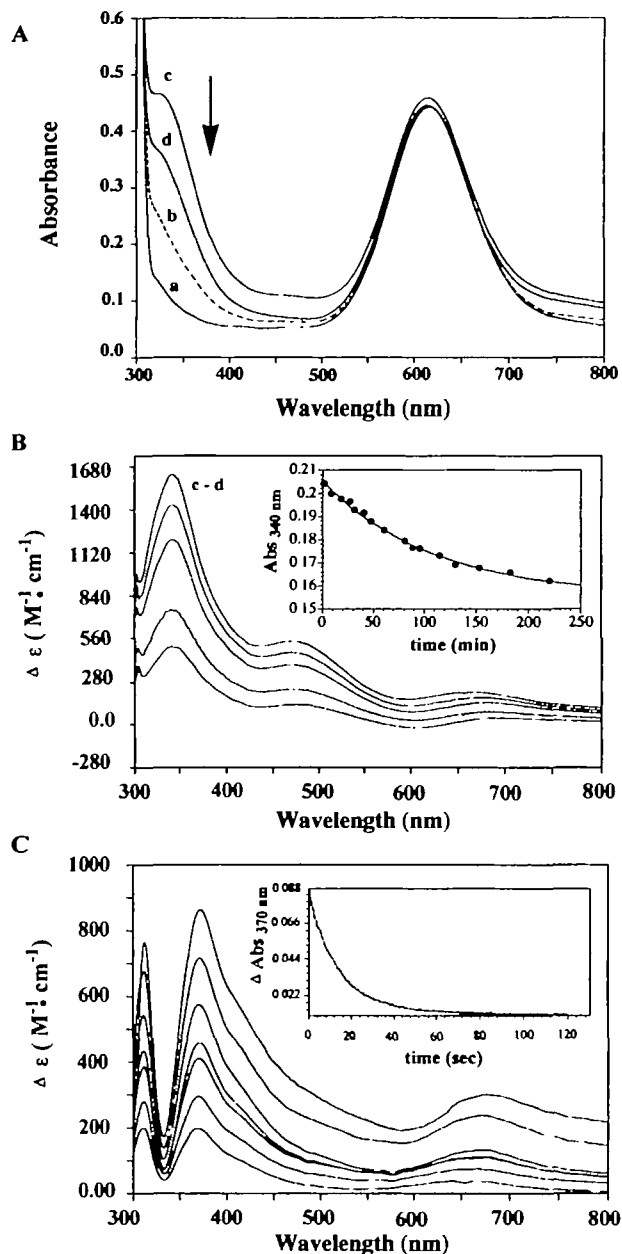 A
0.6
0.5
0.4
0.3
0.2
0.1
0.0
Absorbance
c
d
b
a
300 400 500 600 700 800
Wavelength (nm)
B
1680
1400
1120
840
560
280
0.0
-280
Δ ε ( M⁻¹• cm⁻¹)
c - d
0.21
0.2
0.19
0.18
0.17
0.16
0.15
Abs 340 nm
0 50 100 150 200 250
time (min)
300 400 500 600 700 800
Wavelength (nm)
C
1000
800
600
400
200
0.00
Δ ε ( M⁻¹• cm⁻¹)
0.088
0.066
0.044
0.022
Δ Abs 370 nm
0 20 40 60 80 100 120
time (sec)
300 400 500 600 700 800
Wavelength (nm)